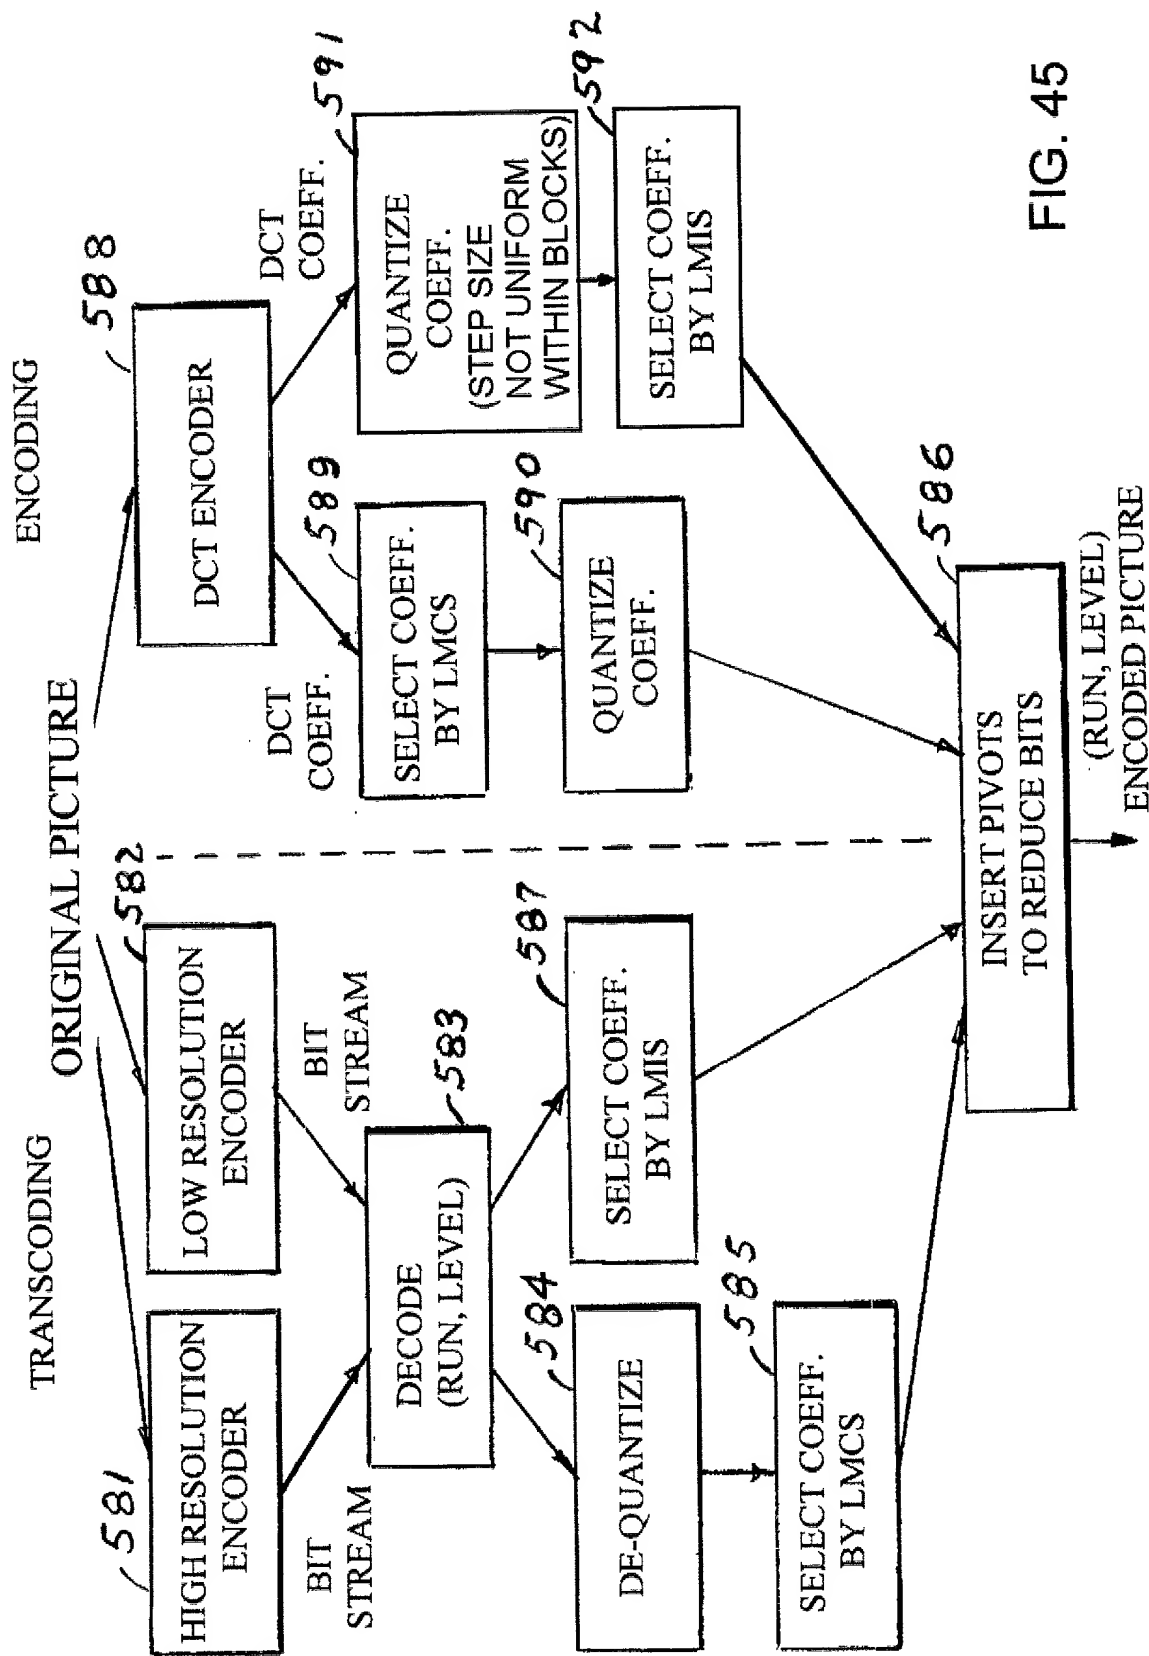 ORIGINAL PICTURE
TRANSCODING
ENCODING
581
HIGH RESOLUTION
ENCODER
582
LOW RESOLUTION
ENCODER
588
DCT ENCODER
BIT
STREAM
BIT
STREAM
DCT
COEFF.
DCT
COEFF.
583
DECODE
(RUN, LEVEL)
589
SELECT COEFF.
BY LMCS
591
QUANTIZE
COEFF.
(STEP SIZE
NOT UNIFORM
WITHIN BLOCKS)
584
DE-QUANTIZE
587
SELECT COEFF.
BY LMIS
590
QUANTIZE
COEFF.
592
SELECT COEFF.
BY LMIS
585
SELECT COEFF.
BY LMCS
586
INSERT PIVOTS
TO REDUCE BITS
(RUN, LEVEL)
ENCODED PICTURE
FIG. 45